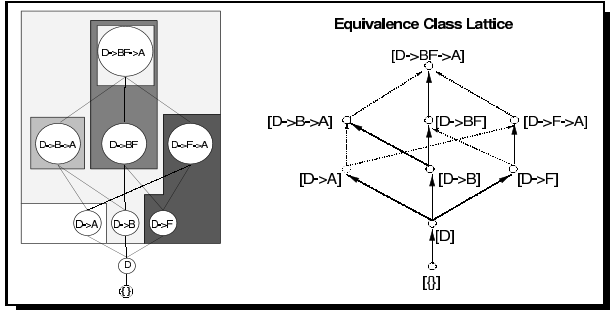 Equivalence Class Lattice
D->BF->A
D->B->A
D->BF
D->F->A
D->A
D->B
D->F
D
{}
[D->BF->A]
[D->B->A]
[D->BF]
[D->F->A]
[D->A]
[D->B]
[D->F]
[D]
[{}]